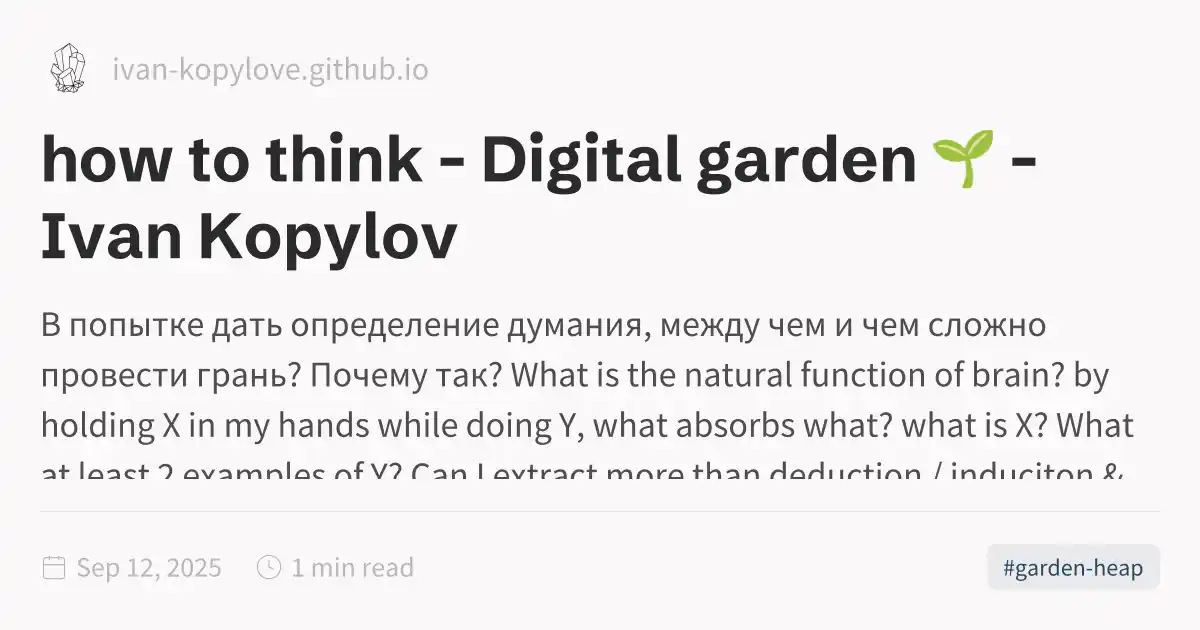 ivan-kopylove.github.io
how to think - Digital garden 🌱 -
Ivan Kopylov
В попытке дать определение думания, между чем и чем сложно
провести грань? Почему так? What is the natural function of brain? by
holding X in my hands while doing Y, what absorbs what? what is X? What
at least 2 examples of Y? Can I extract more than deduction / induciton &
Sep 12, 2025
1 min read
#garden-heap